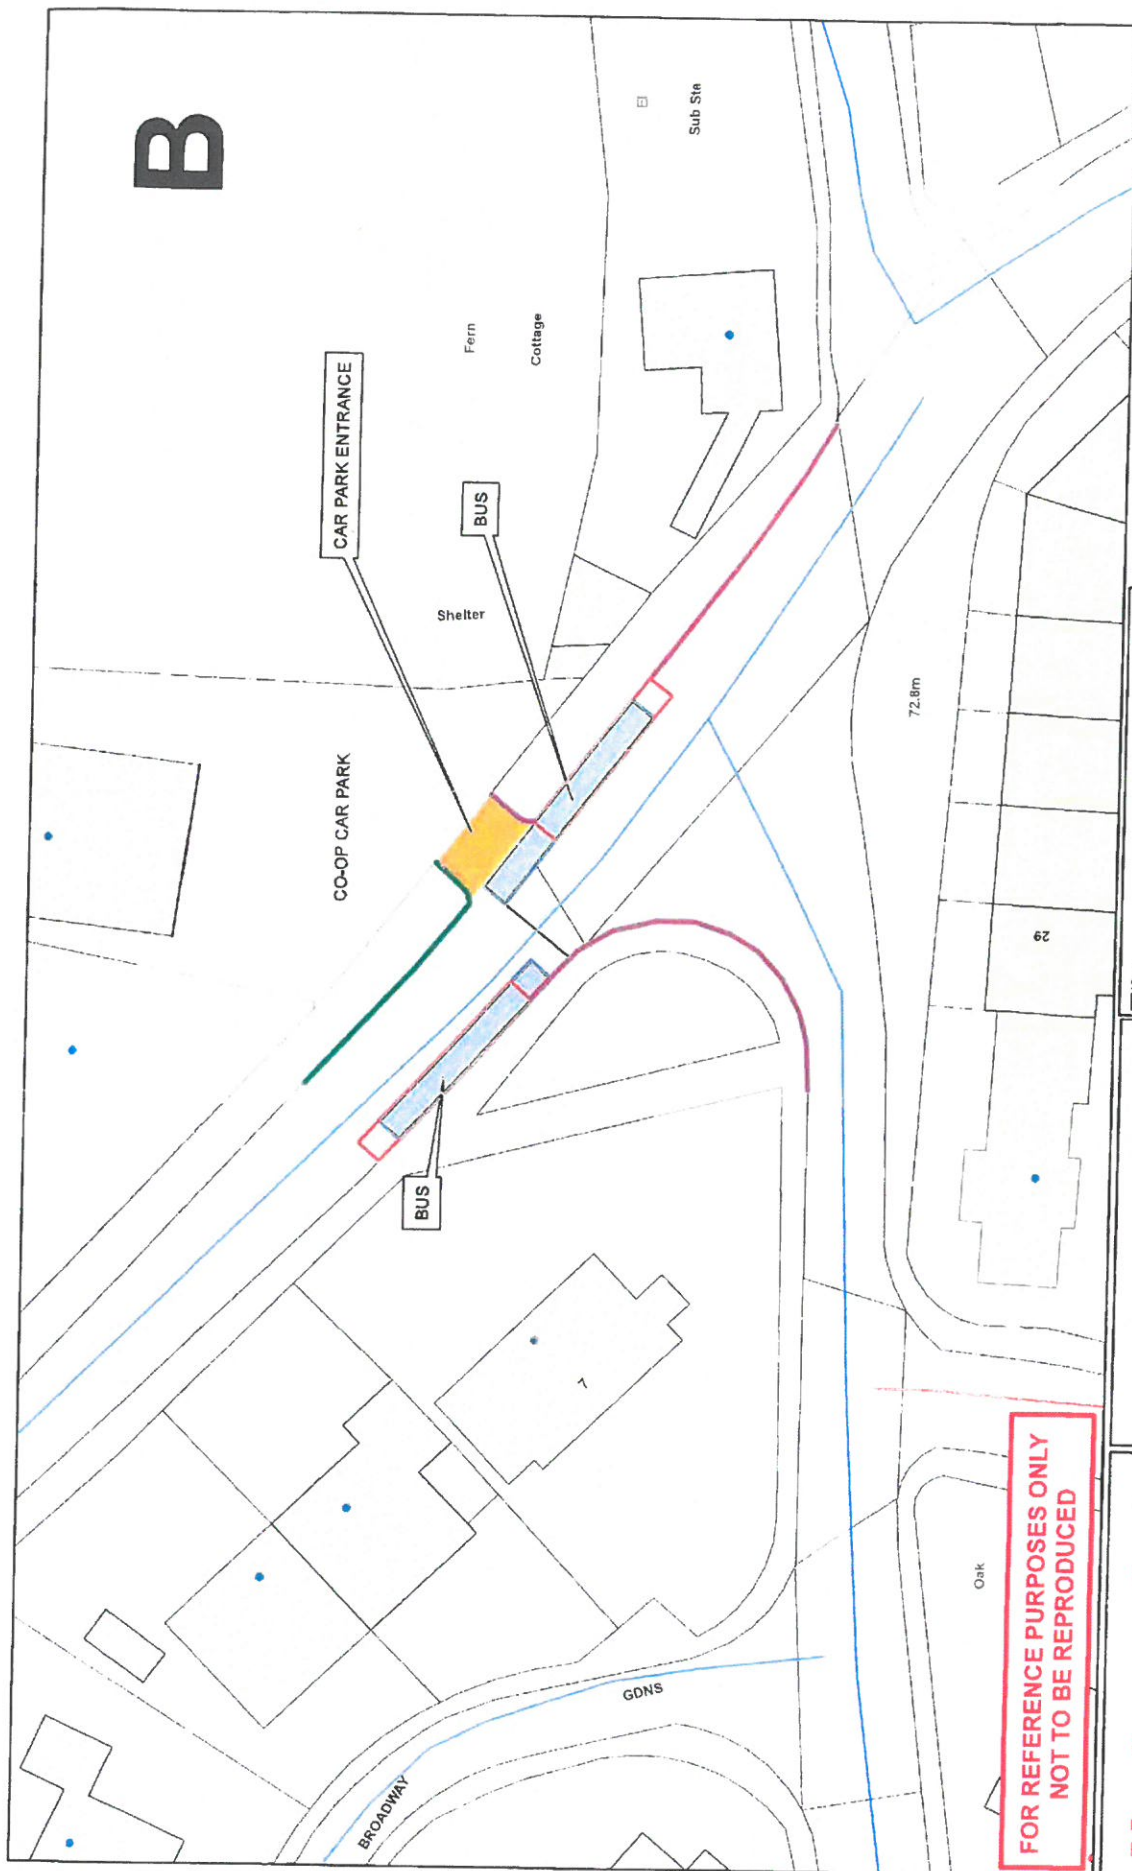 B
Sub Sta
El
Fern
Cottage
CAR PARK ENTRANCE
BUS
Shelter
CO-OP CAR PARK
72.8m
29
BUS
7
GDNS
BROADWAY
Oak
FOR REFERENCE PURPOSES ONLY
NOT TO BE REPRODUCED